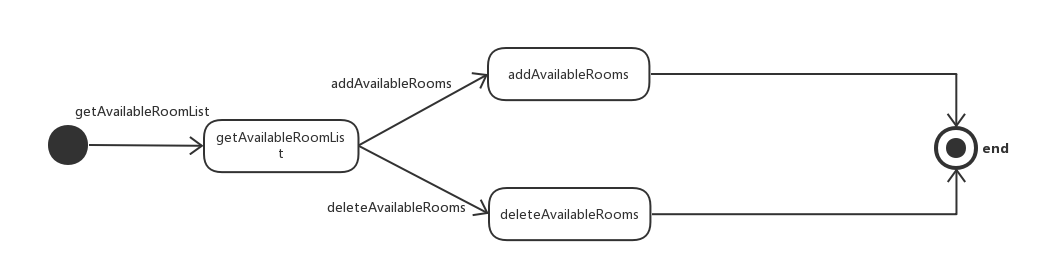 getAvailableRoomList
getAvailableRoomLis
t
addAvailableRooms
addAvailableRooms
deleteAvailableRooms
deleteAvailableRooms
end